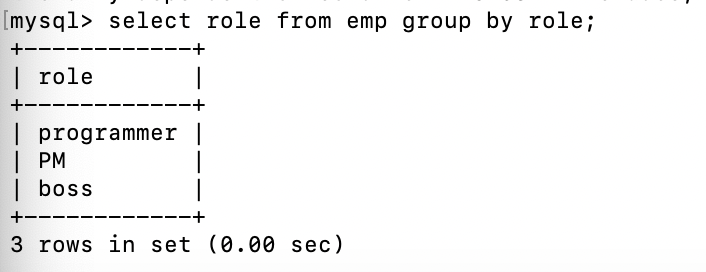 [mysql> select role from emp group by role;
+------------+
| role       |
+------------+
| programmer |
| PM         |
| boss       |
+------------+
3 rows in set (0.00 sec)